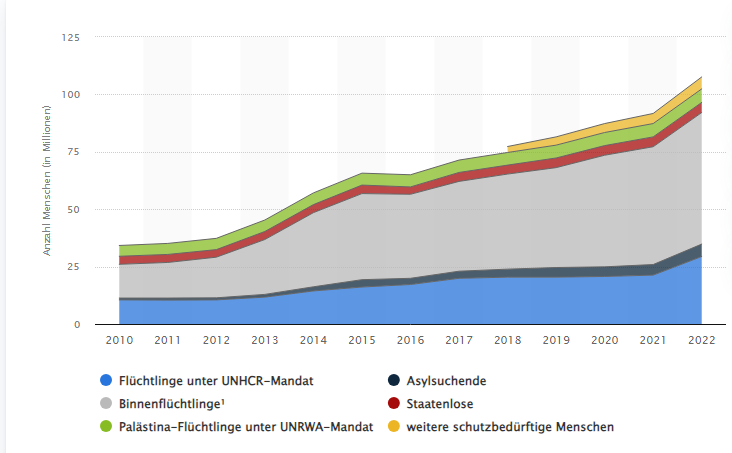 Anzahl Menschen (in Millionen)
125
100
75
50
25
0
2010 2011 2012 2013 2014 2015 2016 2017 2018 2019 2020 2021 2022
Flüchtlinge unter UNHCR-Mandat
Asylsuchende
Binnenflüchtlinge¹
Staatenlose
Palästina-Flüchtlinge unter UNRWA-Mandat
weitere schutzbedürftige Menschen